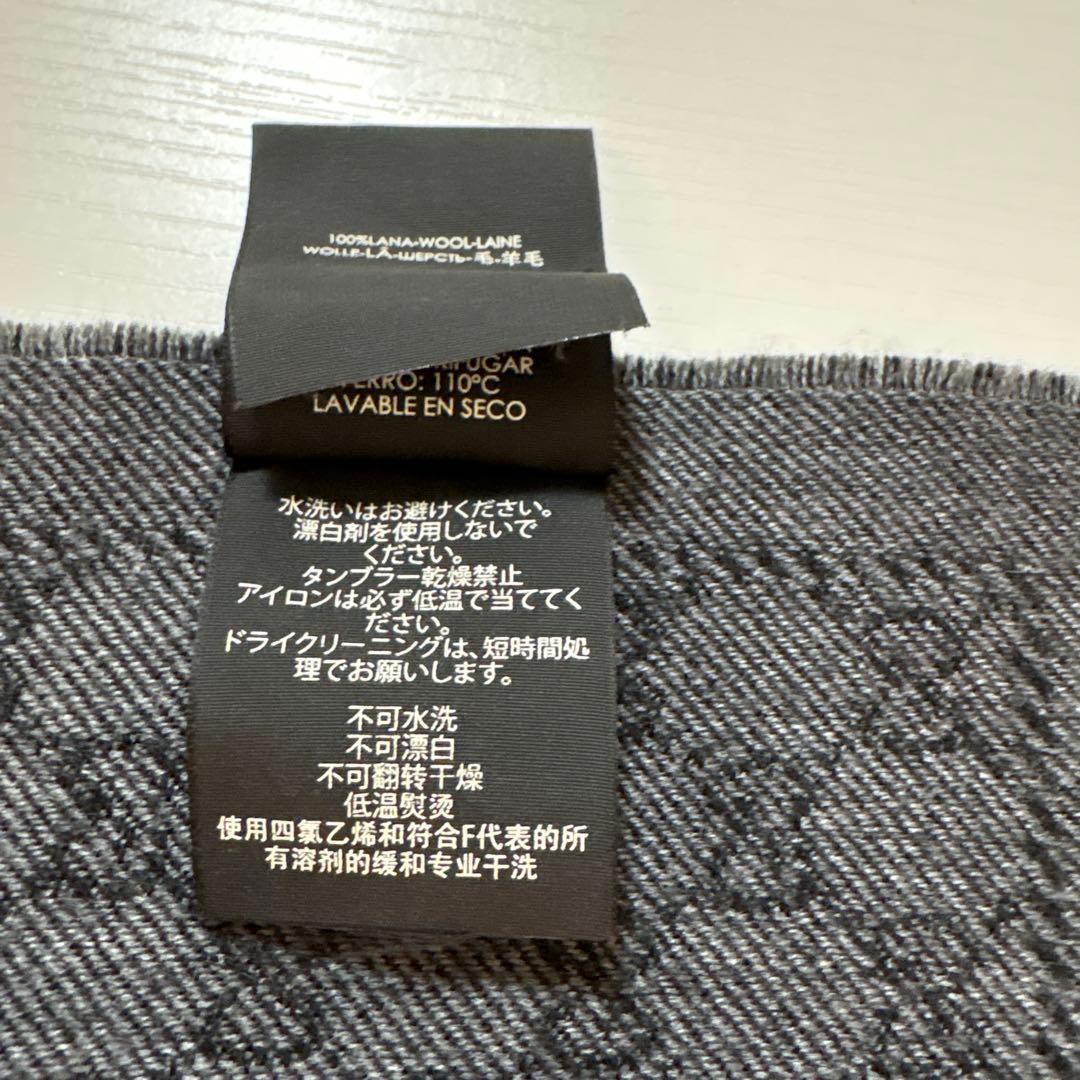 100%LANA-WOOL-LAINE
WOLLE-LÃ-ШЕРСТЬ-毛-羊毛
FUGAR
FERRO: 110ºC
LAVABLE EN SECO
水洗いはお避けください。
漂白剤を使用しないで
ください。
タンブラー乾燥禁止
アイロンは必ず低温で当ててく
ださい。
ドライクリーニングは、短時間処
理でお願いします。
不可水洗
不可漂白
不可翻转干燥
低温熨烫
使用四氯乙烯和符合F代表的所
有溶剂的缓和专业干洗